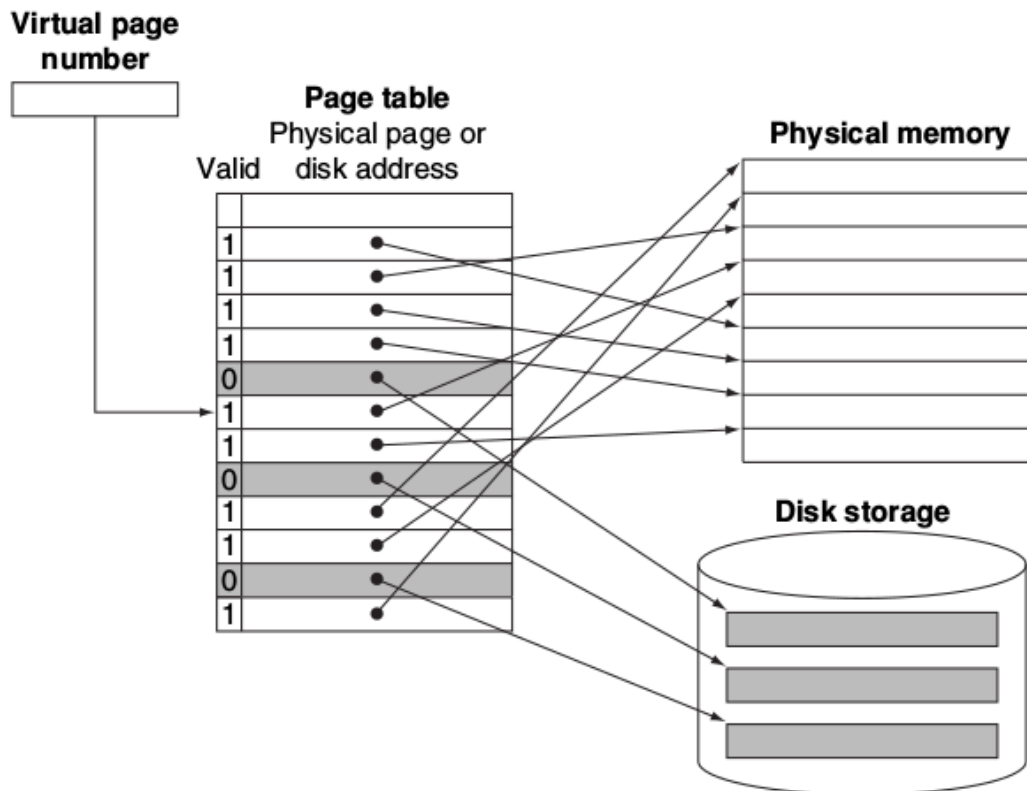 Virtual page
number
Page table
Physical page or
disk address
Valid
Physical memory
1
1
1
1
0
1
1
0
1
1
0
1
Disk storage